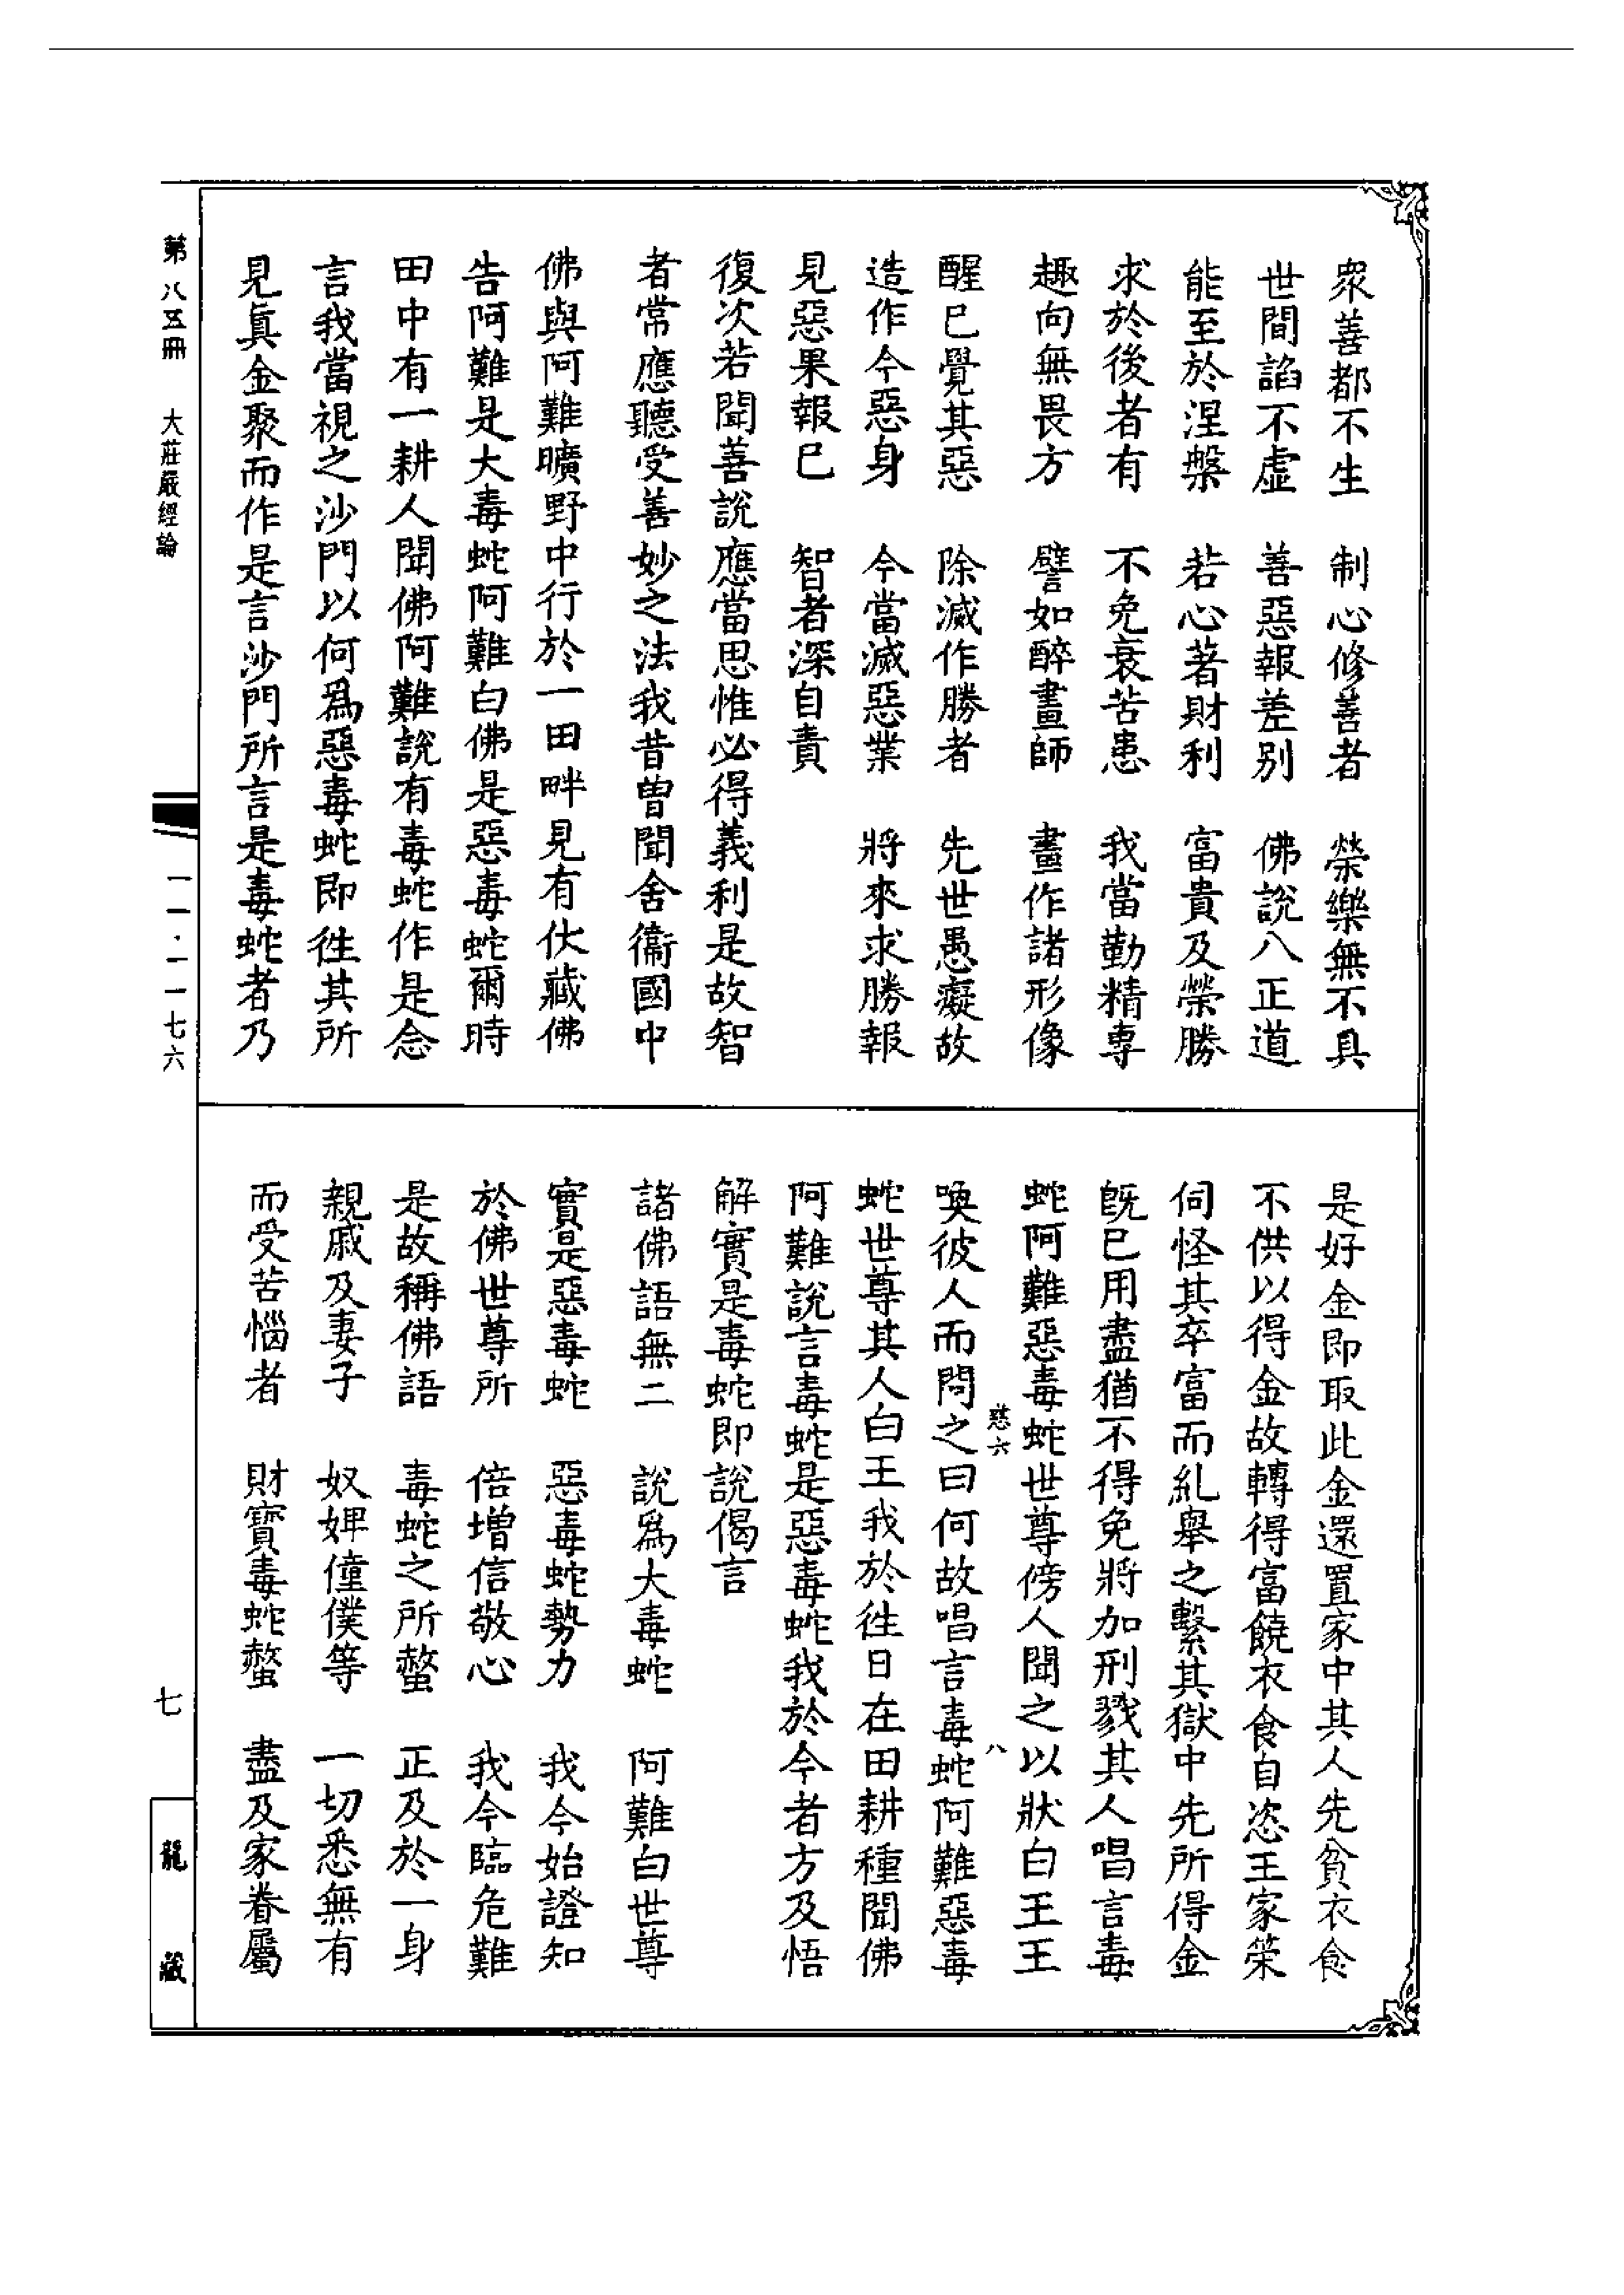 衆善都不生　制心修善者　榮樂無不具
世間諂不虛　善惡報差別　佛說八正道
能至於涅槃　若心著財利　富貴及榮勝
求於後者有　不免衰苦患　我當勤精專
趣向無畏方　譬如醉畫師　畫作諸形像
醒已覺其惡　除滅作勝者　先世愚癡故
造作今惡身　今當滅惡業　將來求勝報
見惡果報已　智者深自責
復次若聞善說應當思惟必得義利是故智
者常應聽受善妙之法我昔曾聞舍衞國中
佛與阿難曠野中行於一田畔見有伏藏佛
告阿難是大毒蛇阿難白佛是惡毒蛇爾時
田中有一耕人聞佛阿難說有毒蛇作是念
言我當視之沙門以何爲惡毒蛇即徃其所
見眞金聚而作是言沙門所言是毒蛇者乃
是好金即取此金還置家中其人先貧衣食
不供以得金故轉得富饒衣食自恣王家策
伺怪其卒富而糺舉之繫其獄中先所得金
旣已用盡猶不得免將加刑戮其人唱言毒
蛇阿難惡毒蛇世尊傍人聞之以狀白王王
喚彼人而問之曰何故唱言毒蛇阿難惡毒
蛇世尊其人白王我於徃日在田耕種聞佛
阿難說言毒蛇是惡毒蛇我於今者方及悟
解實是毒蛇即說偈言
諸佛語無二　說爲大毒蛇　阿難白世尊
實是惡毒蛇　惡毒蛇勢力　我今始證知
於佛世尊所　倍增信敬心　我今臨危難
是故稱佛語　毒蛇之所螫　正及於一身
親戚及妻子　奴婢僮僕等　一切悉無有
而受苦惱者　財寶毒蛇螫　盡及家眷屬
慈六
八
第八五冊　大莊嚴經論
一一·一一七六
七
龍藏